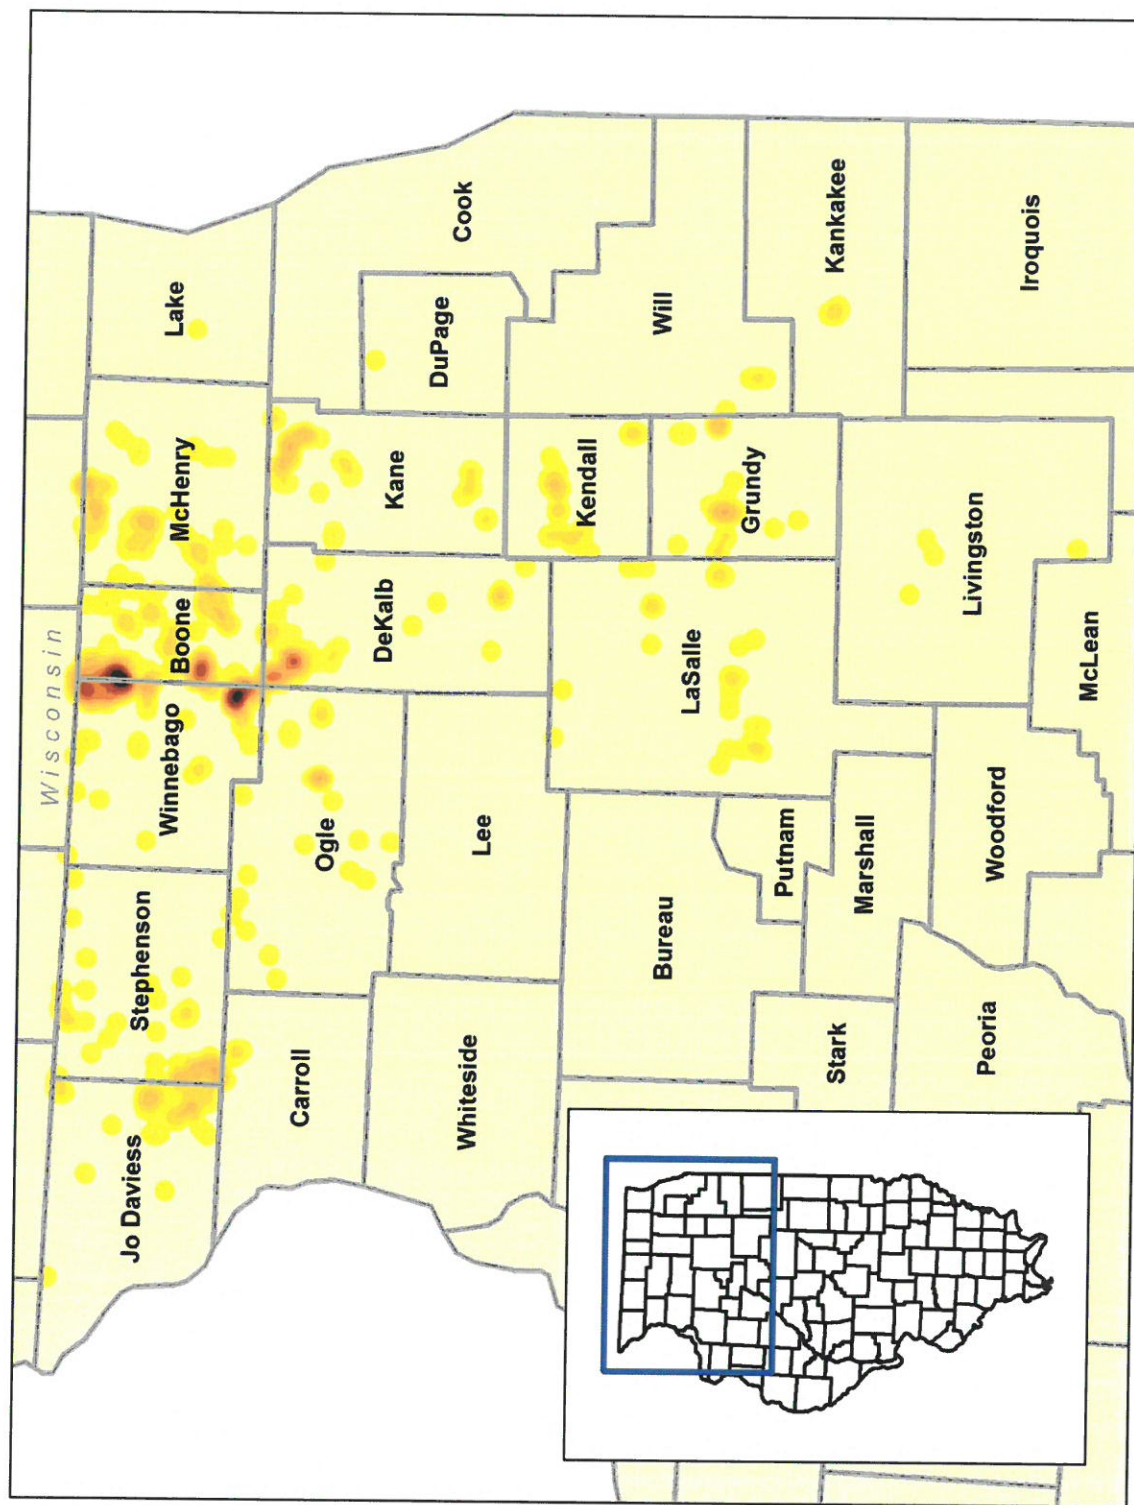 Wisconsin
Jo Daviess
Stephenson
Winnebago
Boone
McHenry
Lake
Carroll
Ogle
DeKalb
Kane
DuPage
Cook
Whiteside
Lee
Kendall
Will
Bureau
LaSalle
Grundy
Kankakee
Putnam
Stark
Marshall
Livingston
Iroquois
Peoria
Woodford
McLean